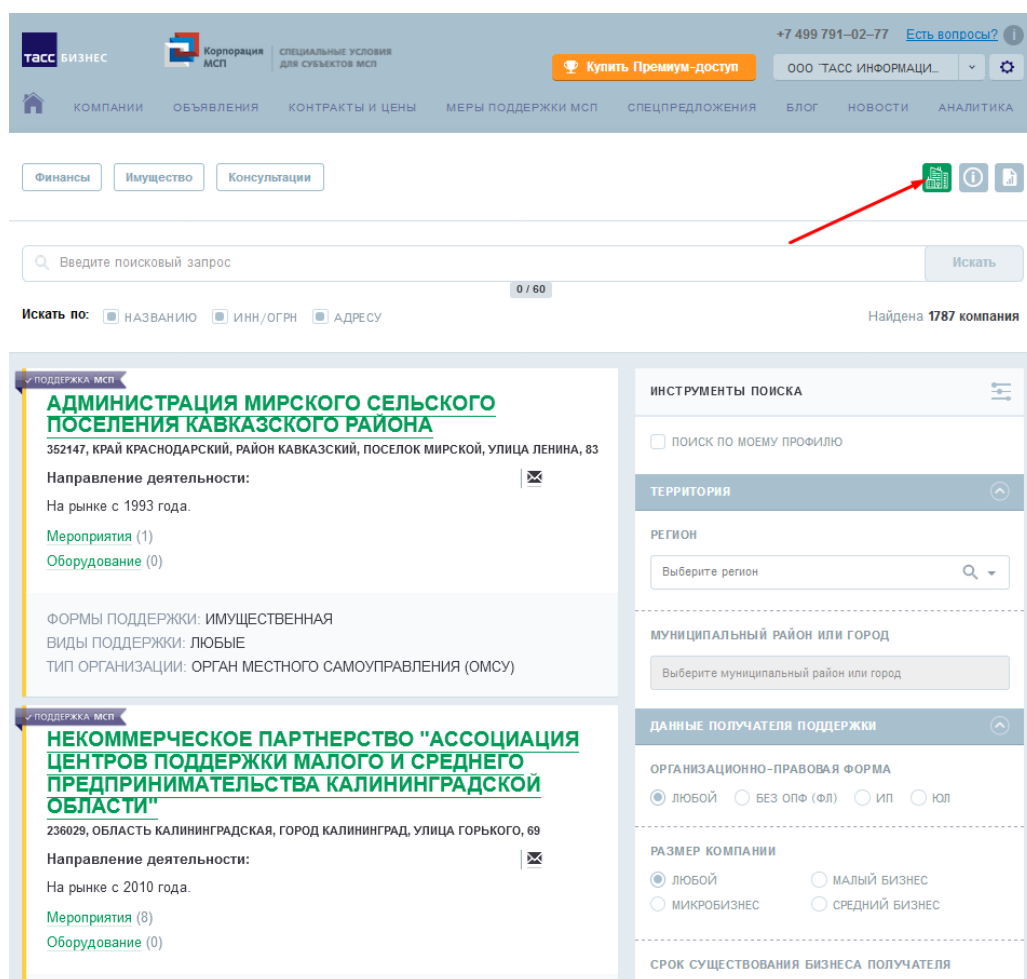 +7 499 791–02–77 Есть вопросы?
тасс БИЗНЕС
Корпорация МСП
СПЕЦИАЛЬНЫЕ УСЛОВИЯ ДЛЯ СУБЪЕКТОВ МСП
Купить Премиум-доступ
ООО "ТАСС ИНФОРМАЦИ...
КОМПАНИИ ОБЪЯВЛЕНИЯ КОНТРАКТЫ И ЦЕНЫ МЕРЫ ПОДДЕРЖКИ МСП СПЕЦПРЕДЛОЖЕНИЯ БЛОГ НОВОСТИ АНАЛИТИКА
Финансы Имущество Консультации
Введите поисковый запрос Искать
0 / 60
Искать по: НАЗВАНИЮ ИНН/ОГРН АДРЕСУ Найдена 1787 компания
ПОДДЕРЖКА МСП
АДМИНИСТРАЦИЯ МИРСКОГО СЕЛЬСКОГО
ПОСЕЛЕНИЯ КАВКАЗСКОГО РАЙОНА
352147, КРАЙ КРАСНОДАРСКИЙ, РАЙОН КАВКАЗСКИЙ, ПОСЕЛОК МИРСКОЙ, УЛИЦА ЛЕНИНА, 83
Направление деятельности:
На рынке с 1993 года.
Мероприятия (1)
Оборудование (0)
ФОРМЫ ПОДДЕРЖКИ: ИМУЩЕСТВЕННАЯ
ВИДЫ ПОДДЕРЖКИ: ЛЮБЫЕ
ТИП ОРГАНИЗАЦИИ: ОРГАН МЕСТНОГО САМОУПРАВЛЕНИЯ (ОМСУ)
ПОДДЕРЖКА МСП
НЕКОММЕРЧЕСКОЕ ПАРТНЕРСТВО "АССОЦИАЦИЯ
ЦЕНТРОВ ПОДДЕРЖКИ МАЛОГО И СРЕДНЕГО
ПРЕДПРИНИМАТЕЛЬСТВА КАЛИНИНГРАДСКОЙ
ОБЛАСТИ"
236029, ОБЛАСТЬ КАЛИНИНГРАДСКАЯ, ГОРОД КАЛИНИНГРАД, УЛИЦА ГОРЬКОГО, 69
Направление деятельности:
На рынке с 2010 года.
Мероприятия (8)
Оборудование (0)
ИНСТРУМЕНТЫ ПОИСКА
ПОИСК ПО МОЕМУ ПРОФИЛЮ
ТЕРРИТОРИЯ
РЕГИОН
Выберите регион
МУНИЦИПАЛЬНЫЙ РАЙОН ИЛИ ГОРОД
Выберите муниципальный район или город
ДАННЫЕ ПОЛУЧАТЕЛЯ ПОДДЕРЖКИ
ОРГАНИЗАЦИОННО-ПРАВОВАЯ ФОРМА
ЛЮБОЙ БЕЗ ОПФ (ФЛ) ИП ЮЛ
РАЗМЕР КОМПАНИИ
ЛЮБОЙ МАЛЫЙ БИЗНЕС
МИКРОБИЗНЕС СРЕДНИЙ БИЗНЕС
СРОК СУЩЕСТВОВАНИЯ БИЗНЕСА ПОЛУЧАТЕЛЯ